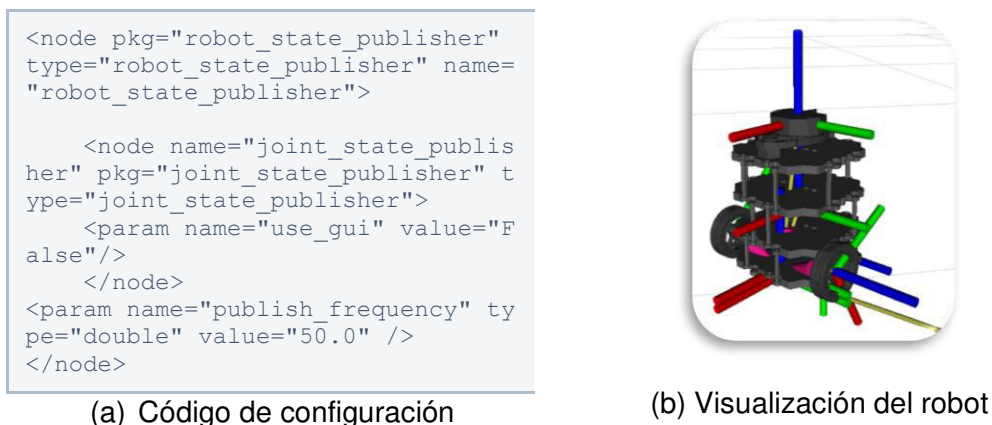 <node pkg="robot_state_publisher"
type="robot_state_publisher" name=
"robot_state_publisher">
<node name="joint_state_publis
her" pkg="joint_state_publisher" t
ype="joint_state_publisher">
<param name="use_gui" value="F
alse"/>
</node>
<param name="publish_frequency" ty
pe="double" value="50.0" />
</node>
(a) Código de configuración
(b) Visualización del robot